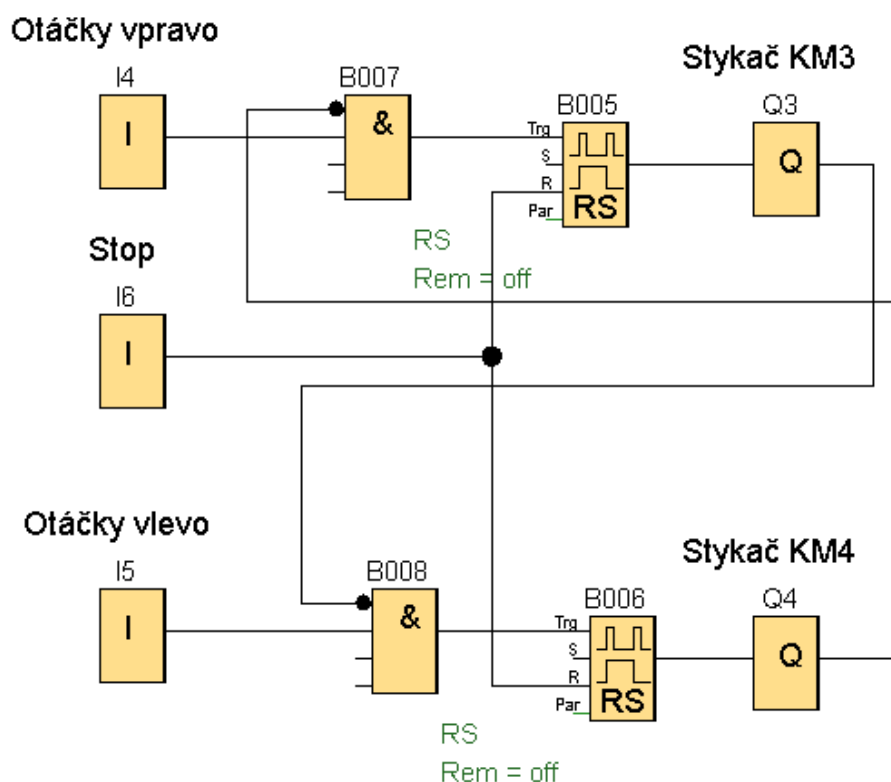 Otáčky vpravo
I4
I
B007
&
Stykač KM3
B005
Trg
S
R
Par
RS
Q3
Q
RS
Rem = off
Stop
I6
I
Otáčky vlevo
I5
I
B008
&
Stykač KM4
B006
Trg
S
R
Par
RS
Q4
Q
RS
Rem = off